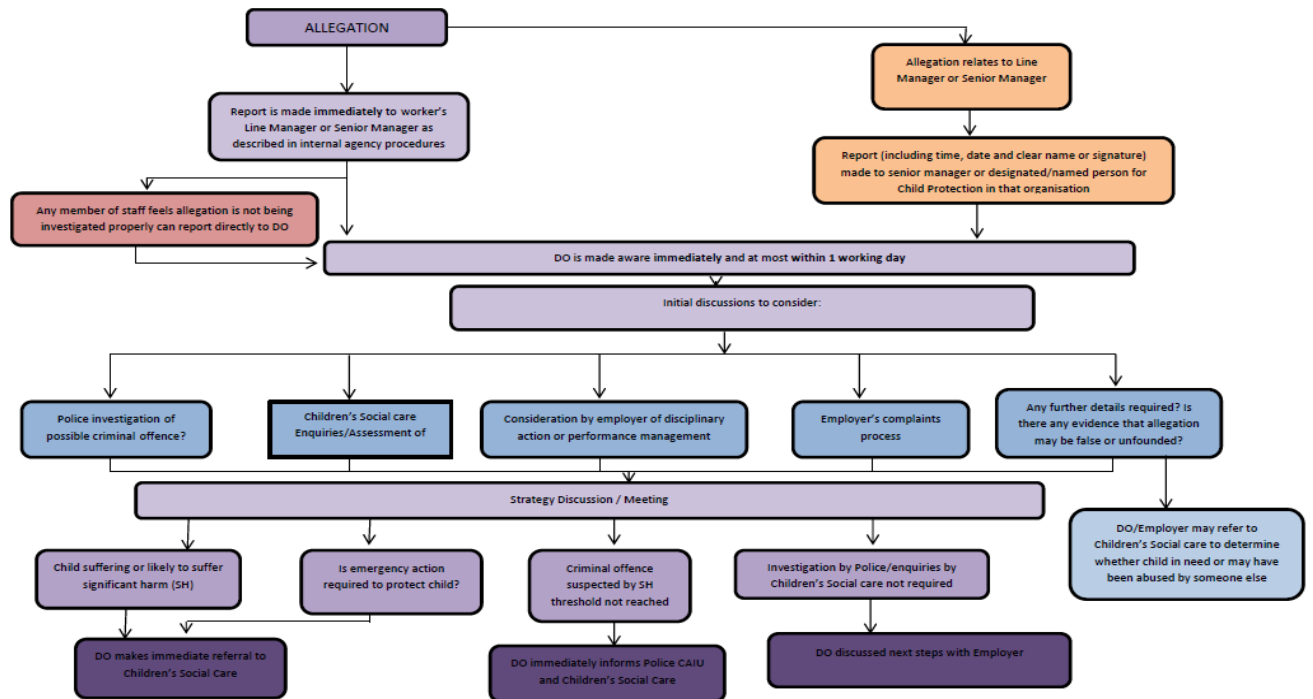 ALLEGATION
Allegation relates to Line
Manager or Senior Manager
Report is made immediately to worker's
Line Manager or Senior Manager as
described in internal agency procedures
Report (including time, date and clear name or signature)
made to senior manager or designated/named person for
Child Protection in that organisation
Any member of staff feels allegation is not being
investigated properly can report directly to DO
DO is made aware immediately and at most within 1 working day
Initial discussions to consider:
Police investigation of
possible criminal offence?
Children's Social care
Enquiries/Assessment of
Consideration by employer of disciplinary
action or performance management
Employer's complaints
process
Any further details required? Is
there any evidence that allegation
may be false or unfounded?
Strategy Discussion / Meeting
DO/Employer may refer to
Children's Social care to determine
whether child in need or may have
been abused by someone else
Child suffering or likely to suffer
significant harm (SH)
Is emergency action
required to protect child?
Criminal offence
suspected by SH
threshold not reached
Investigation by Police/enquiries by
Children's Social care not required
DO makes immediate referral to
Children's Social Care
DO immediately informs Police CAIU
and Children's Social Care
DO discussed next steps with Employer